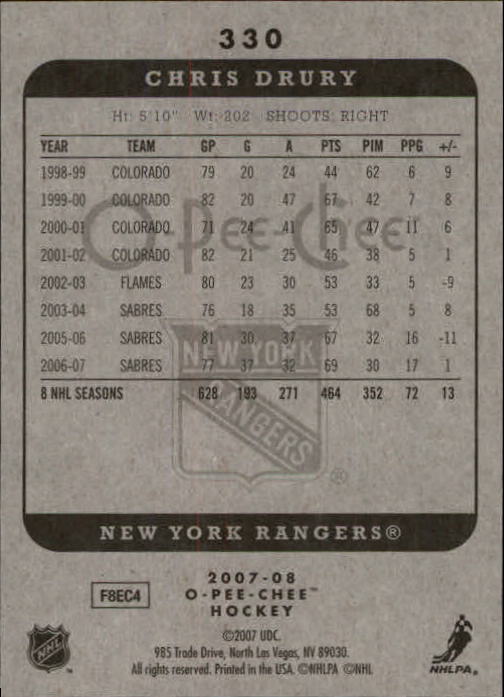 330
CHRIS DRURY
Ht: 5'10" Wt: 202 SHOOTS: RIGHT
YEAR TEAM GP G A PTS PIM PPG +/-
1998-99 COLORADO 79 20 24 44 62 6 9
1999-00 COLORADO 82 20 47 67 42 7 8
2000-01 COLORADO 71 24 41 65 47 11 6
O-Pee-Chee
2001-02 COLORADO 82 21 25 46 38 5 1
2002-03 FLAMES 80 23 30 53 33 5 -9
2003-04 SABRES 76 18 35 53 68 5 8
2005-06 SABRES 81 30 37 67 32 16 -11
NEW YORK
2006-07 SABRES 77 37 32 69 30 17 1
8 NHL SEASONS 628 193 271 464 352 72 13
RANGERS
®
NEW YORK RANGERS®
2007-08
F8EC4 O-PEE-CHEE™
HOCKEY
©2007 UDC.
985 Trade Drive, North Las Vegas, NV 89030.
All rights reserved. Printed in the USA. ©NHLPA ©NHL
NHL ™
NHLPA®